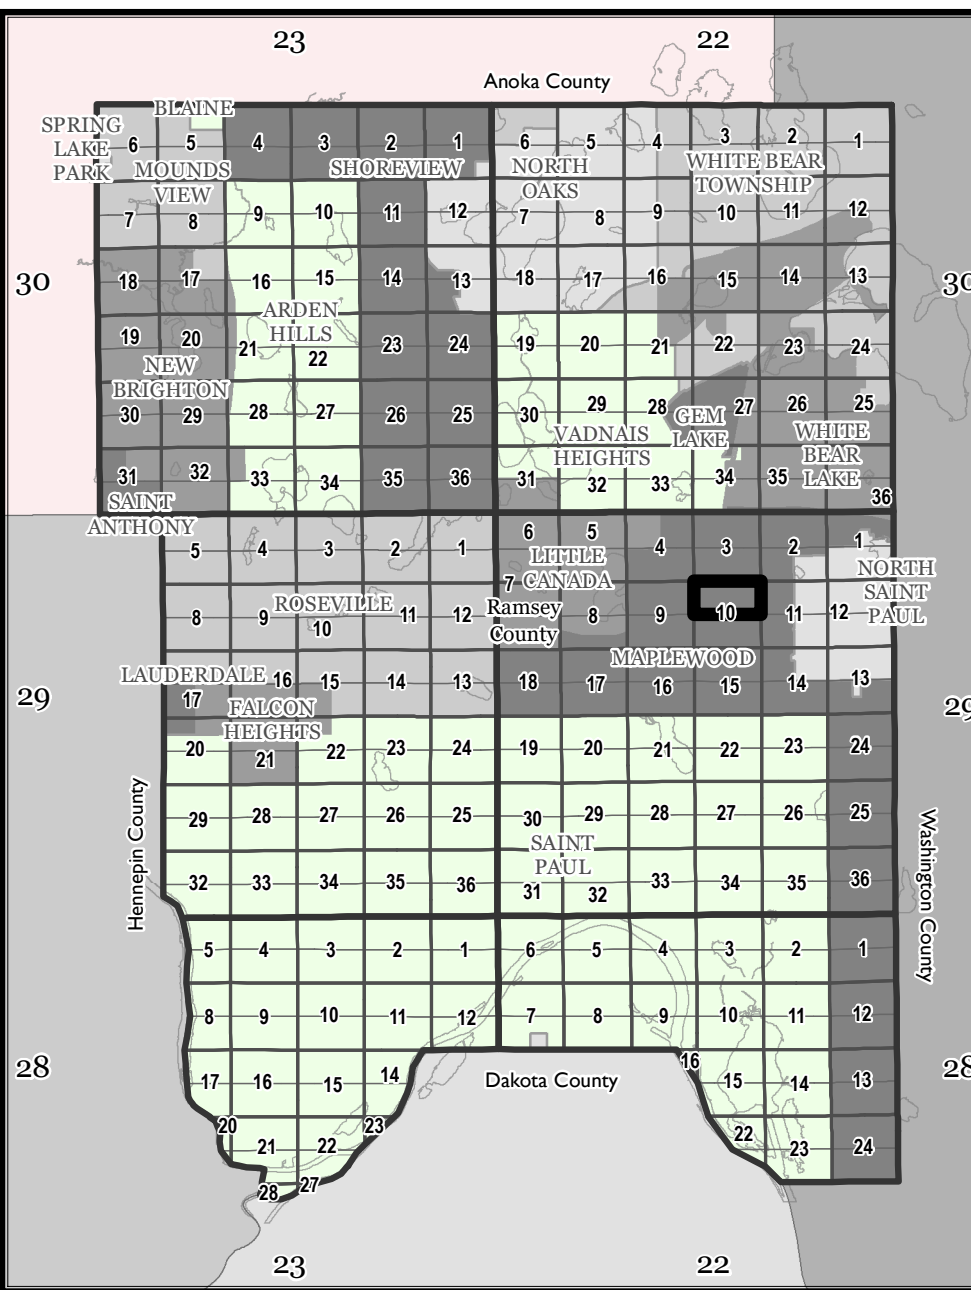 23 22
Anoka County
BLAINE
SPRING
LAKE
PARK
6 5 4 3 2 1 6 5 4 3 2 1
MOUNDS
VIEW
SHOREVIEW
NORTH
OAKS
WHITE BEAR
TOWNSHIP
7 8 9 10 11 12 7 8 9 10 11 12
30 18 17 16 15 14 13 18 17 16 15 14 13 30
ARDEN
HILLS
19 20 21 22 23 24 19 20 21 22 23 24
NEW
BRIGHTON
30 29 28 27 26 25 30 29 28 27 26 25
GEM
LAKE
VADNAIS
HEIGHTS
WHITE
BEAR
LAKE
31 32 33 34 35 36 31 32 33 34 35 36
SAINT
ANTHONY
5 4 3 2 1 6 5 4 3 2 1
LITTLE
CANADA
NORTH
SAINT
PAUL
8 9 10 11 12 7 8 9 10 11 12
ROSEVILLE
Ramsey
County
MAPLEWOOD
LAUDERDALE
29 17 16 15 14 13 18 17 16 15 14 13 29
FALCON
HEIGHTS
20 21 22 23 24 19 20 21 22 23 24
29 28 27 26 25 30 29 28 27 26 25
Hennepin County
Washington County
SAINT
PAUL
32 33 34 35 36 31 32 33 34 35 36
5 4 3 2 1 6 5 4 3 2 1
8 9 10 11 12 7 8 9 10 11 12
28 17 16 15 14 16 15 14 13 28
Dakota County
20 21 22 23 22 23 24
28 27
23 22